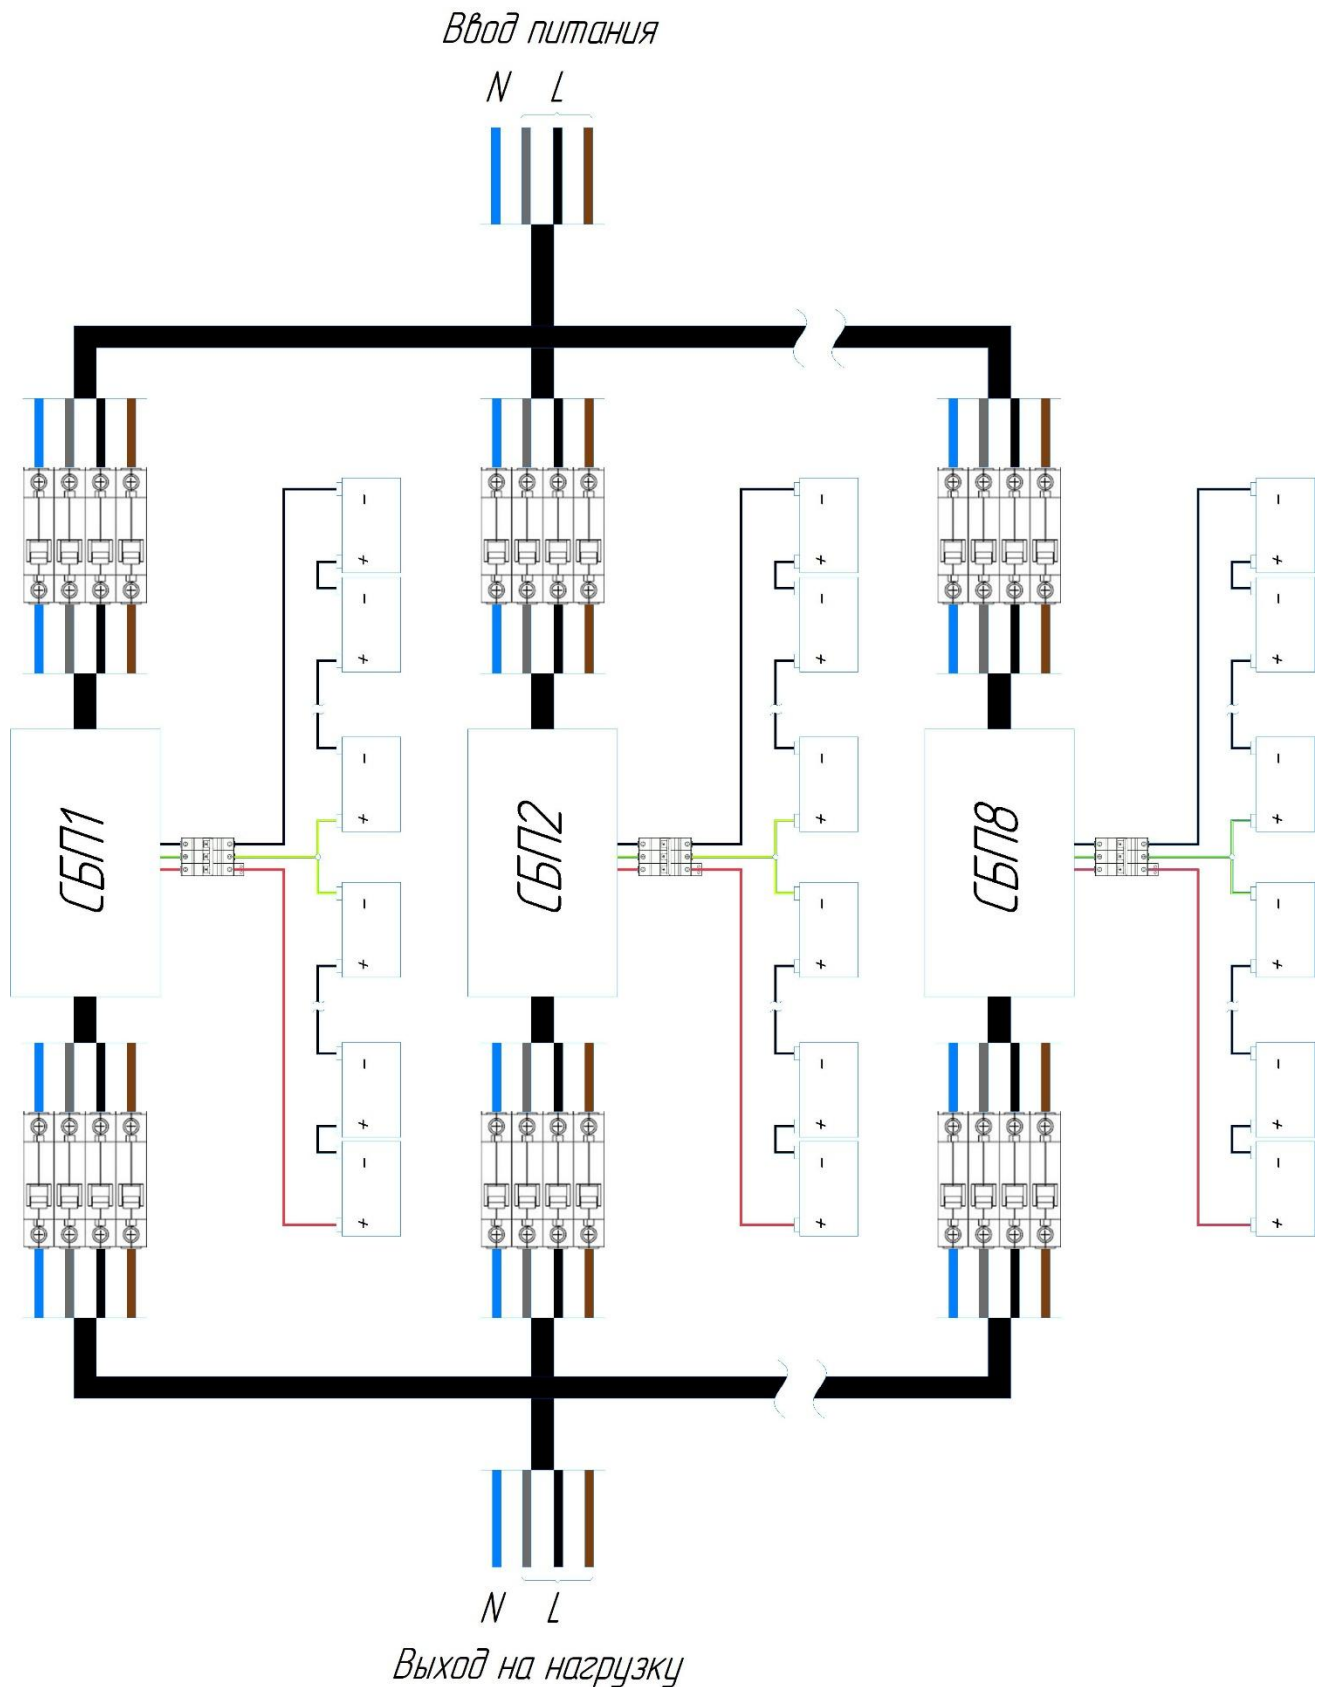 Ввод питания
N L
СБП1
СБП2
СБП8
− + − + − + − + − + − +
− + − + − + − + − + − +
− + − + − + − + − + − +
N L
Выход на нагрузку